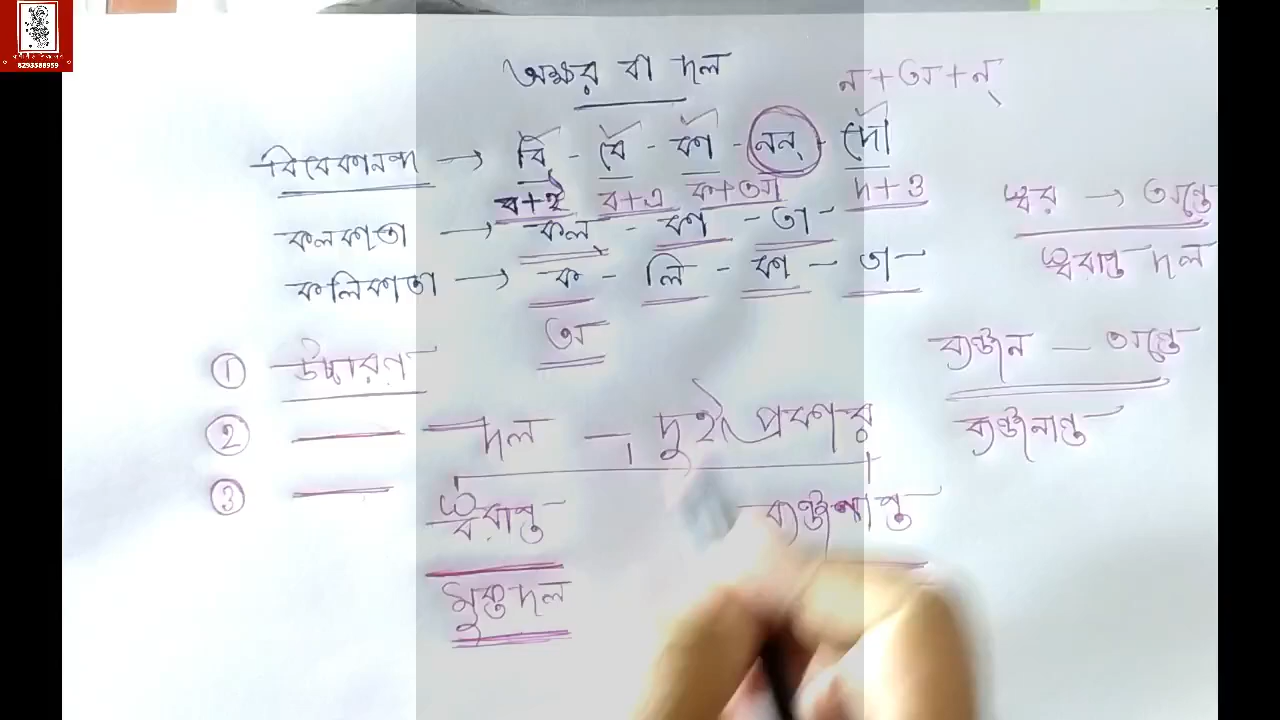 8293588959
অক্ষর বা দল
ন+অ+ন্
বিবেকানন্দ → বি - বে - কা - নন্ - দো
ব+ই ব+এ ক+আ দ+ও
স্বর → অন্তে
কলকাতা → কল্ - কা - তা -
স্বরান্ত দল
কলিকাতা → ক - লি - কা - তা -
অ
① উচ্চারণ
ব্যঞ্জন - অন্তে
② দল - দুই প্রকার
ব্যঞ্জনান্ত
③
স্বরান্ত ব্যঞ্জনান্ত
মুক্তদল